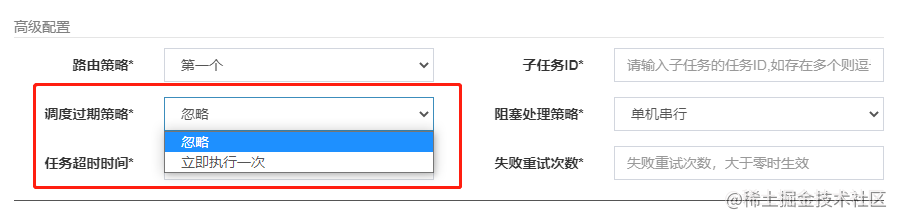 高级配置
路由策略* 第一个 子任务ID* 请输入子任务的任务ID,如存在多个则逗
调度过期策略* 忽略 阻塞处理策略* 单机串行
忽略
立即执行一次
任务超时时间* 失败重试次数* 失败重试次数，大于零时生效
@稀土掘金技术社区